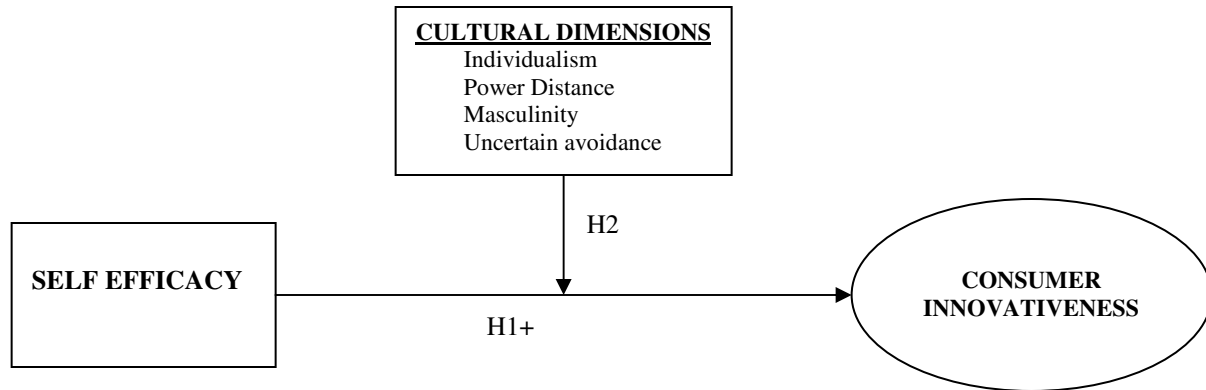 CULTURAL DIMENSIONS
Individualism
Power Distance
Masculinity
Uncertain avoidance
H2
SELF EFFICACY
H1+
CONSUMER
INNOVATIVENESS